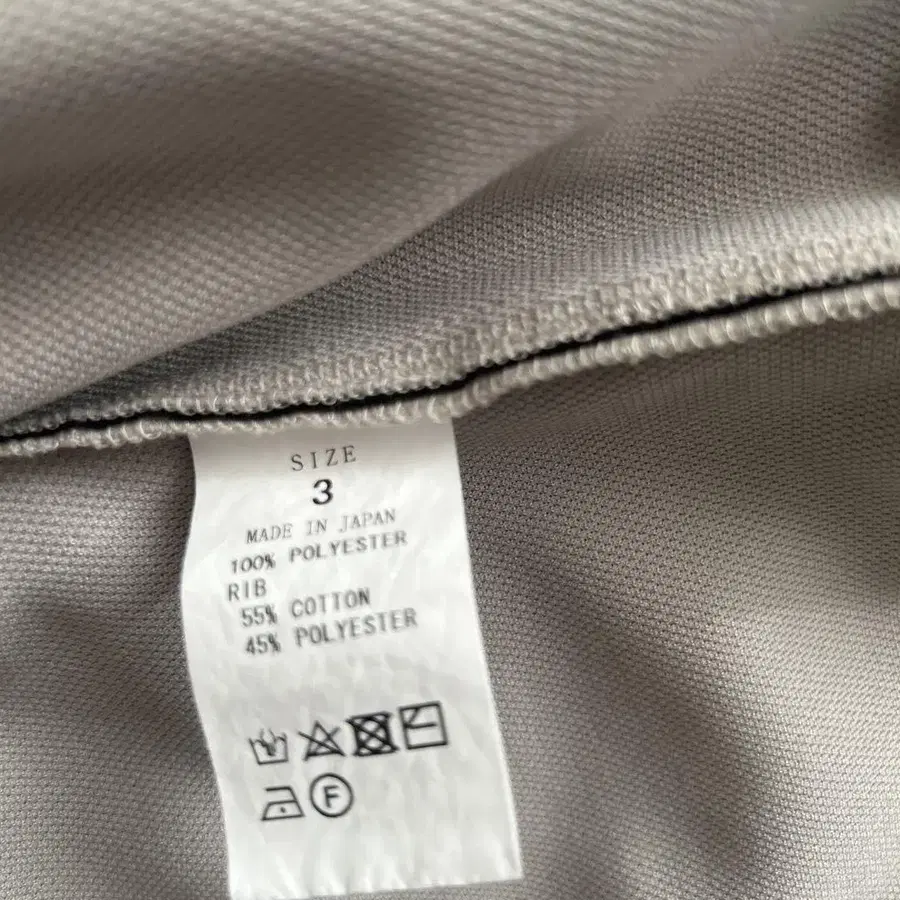 SIZE
3
MADE IN JAPAN
100% POLYESTER
RIB
55% COTTON
45% POLYESTER
F